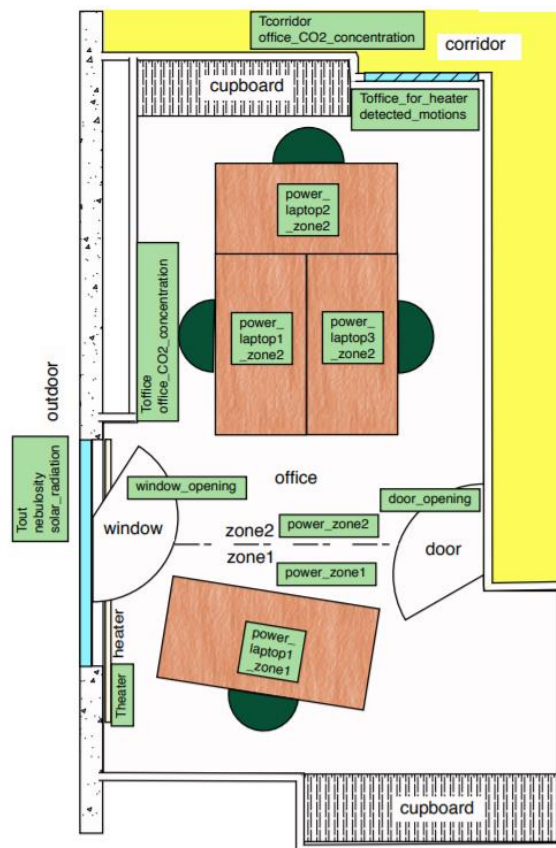 Tcorridor
office_CO2_concentration
corridor
cupboard
Toffice_for_heater
detected_motions
power_
laptop2
_zone2
power_
laptop1
_zone2
power_
laptop3
_zone2
Toffice
office_CO2_concentration
outdoor
Tout
nebulosity
solar_radiation
window_opening
office
door_opening
window
zone2
power_zone2
door
zone1
power_zone1
heater
power_
laptop1
_zone1
Theater
cupboard